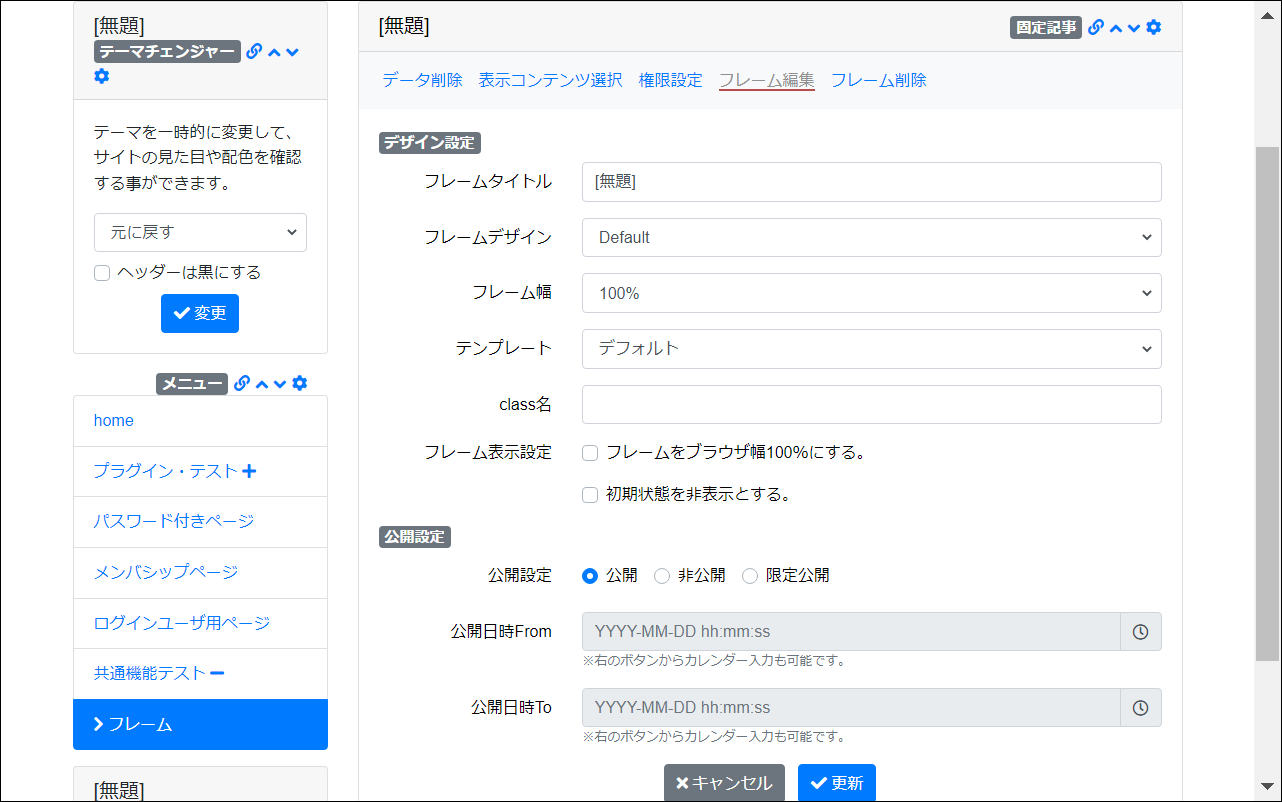 [無題]
テーマチェンジャー
テーマを一時的に変更して、
サイトの見た目や配色を確認
する事ができます。
元に戻す
ヘッダーは黒にする
変更
メニュー
home
プラグイン・テスト
パスワード付きページ
メンバシップページ
ログインユーザ用ページ
共通機能テスト
フレーム
[無題]
[無題]
固定記事
データ削除 表示コンテンツ選択 権限設定 フレーム編集 フレーム削除
デザイン設定
フレームタイトル [無題]
フレームデザイン Default
フレーム幅 100%
テンプレート デフォルト
class名
フレーム表示設定 フレームをブラウザ幅100%にする。
初期状態を非表示とする。
公開設定
公開設定 公開 非公開 限定公開
公開日時From YYYY-MM-DD hh:mm:ss
※右のボタンからカレンダー入力も可能です。
公開日時To YYYY-MM-DD hh:mm:ss
※右のボタンからカレンダー入力も可能です。
キャンセル 更新